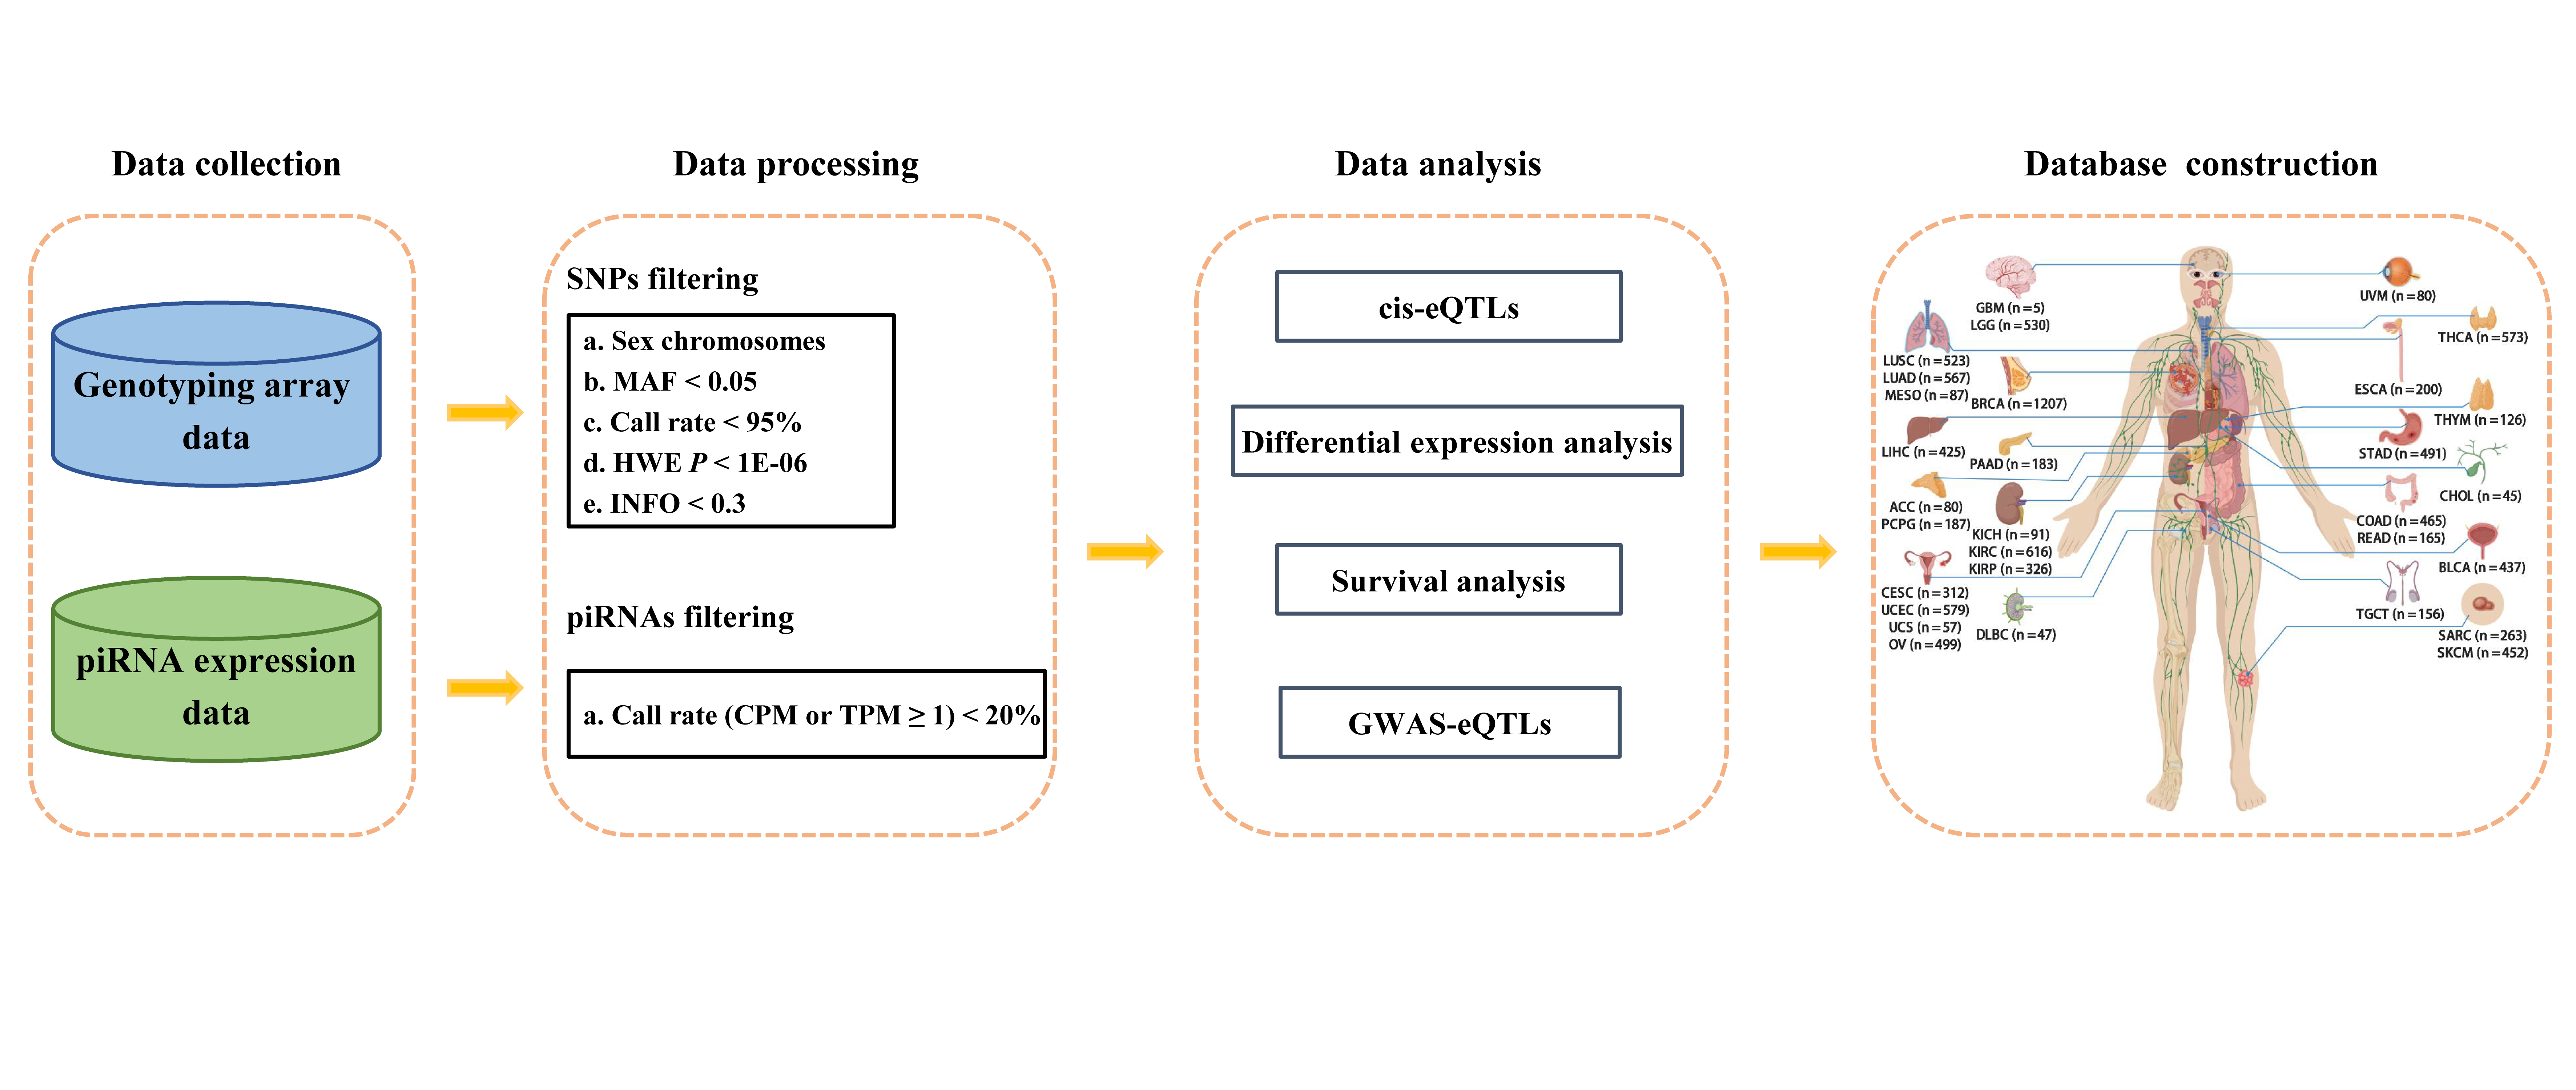 Data collection
Genotyping array
data
piRNA expression
data
Data processing
SNPs filtering
a. Sex chromosomes
b. MAF < 0.05
c. Call rate < 95%
d. HWE P < 1E-06
e. INFO < 0.3
piRNAs filtering
a. Call rate (CPM or TPM ≥ 1) < 20%
Data analysis
cis-eQTLs
Differential expression analysis
Survival analysis
GWAS-eQTLs
Database construction
GBM (n=5)
LGG (n=530)
LUSC (n=523)
LUAD (n=567)
MESO (n=87)
BRCA (n=1207)
LIHC (n=425)
PAAD (n=183)
ACC (n=80)
PCPG (n=187)
KICH (n=91)
KIRC (n=616)
KIRP (n=326)
CESC (n=312)
UCEC (n=579)
UCS (n=57)
OV (n=499)
DLBC (n=47)
UVM (n=80)
THCA (n=573)
ESCA (n=200)
THYM (n=126)
STAD (n=491)
CHOL (n=45)
COAD (n=465)
READ (n=165)
BLCA (n=437)
TGCT (n=156)
SARC (n=263)
SKCM (n=452)